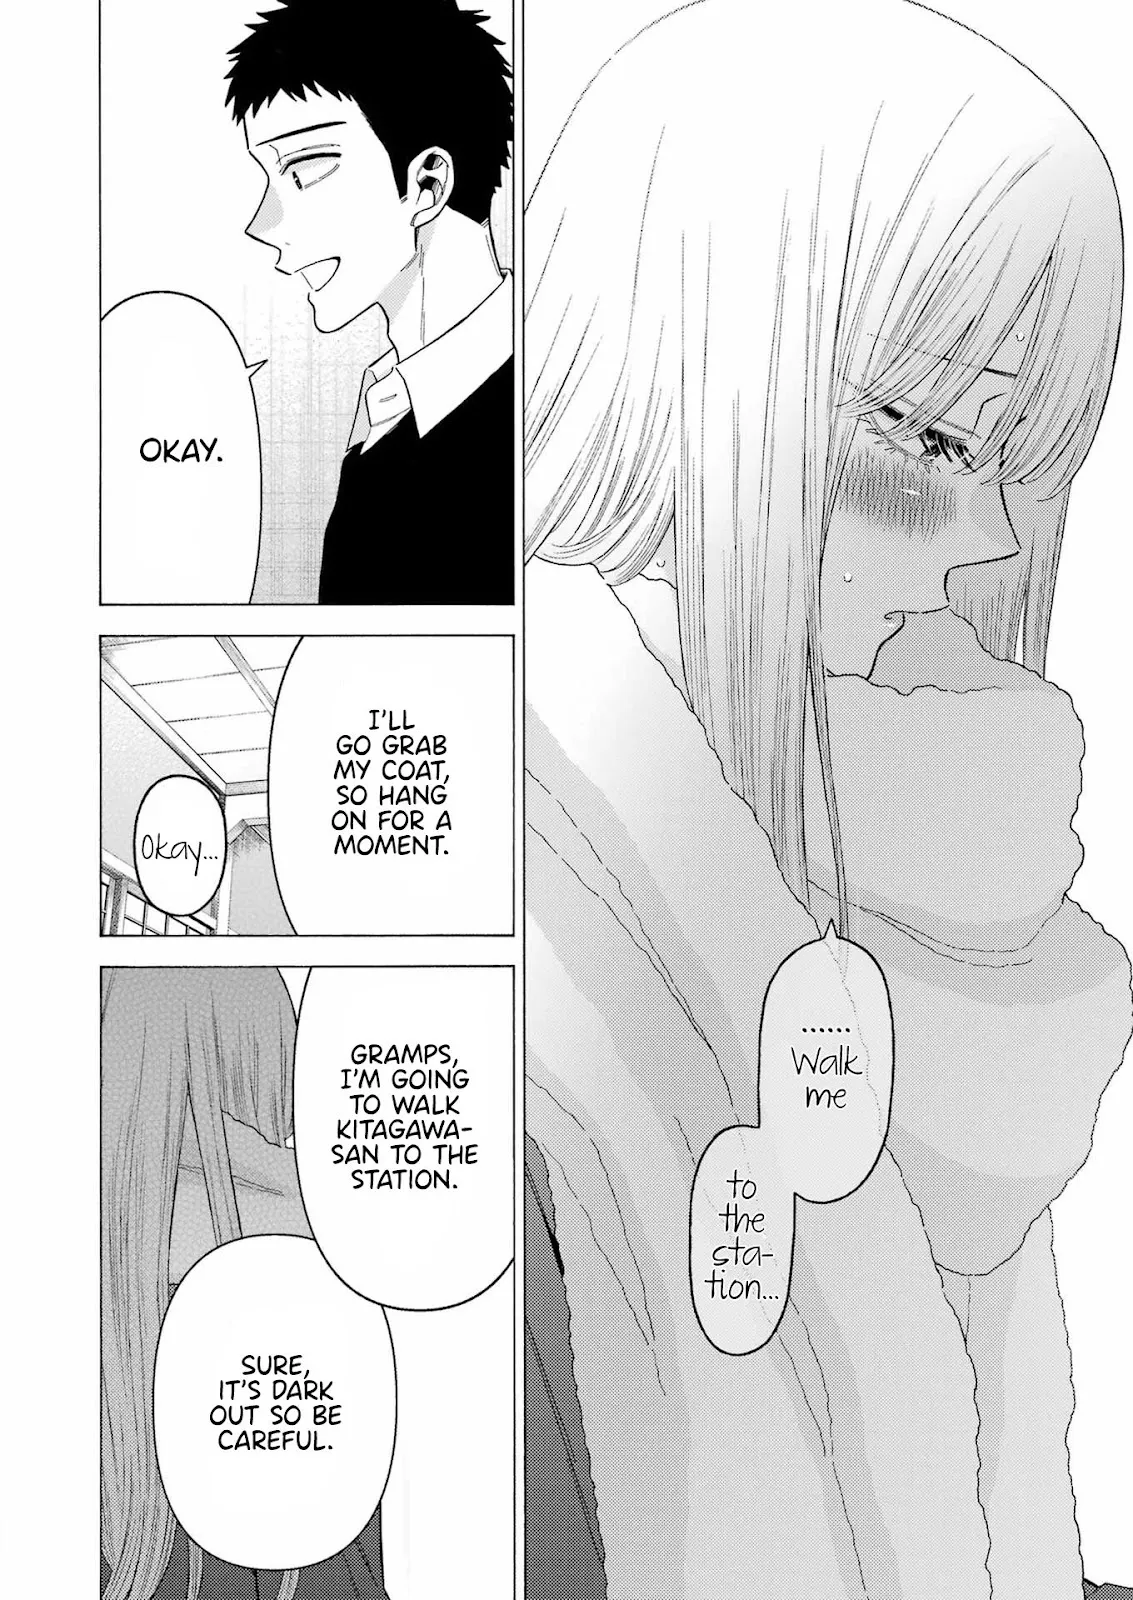 ......
Walk
me
to
the
sta-
tion...
OKAY.
I'LL
GO GRAB
MY COAT,
SO HANG
ON FOR A
MOMENT.
Okay...
GRAMPS,
I'M GOING
TO WALK
KITAGAWA-
SAN TO THE
STATION.
SURE,
IT'S DARK
OUT SO BE
CAREFUL.